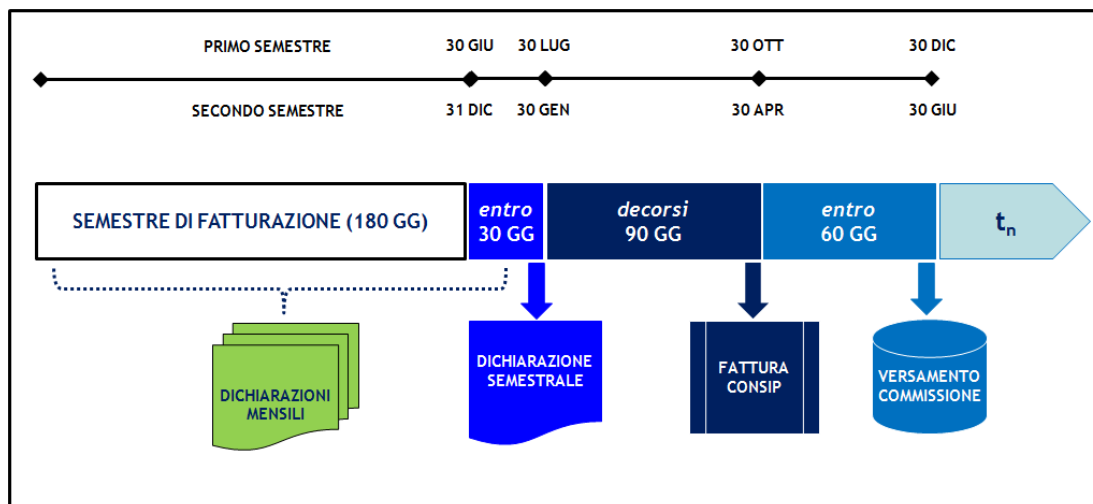 PRIMO SEMESTRE 30 GIU 30 LUG 30 OTT 30 DIC
SECONDO SEMESTRE 31 DIC 30 GEN 30 APR 30 GIU
SEMESTRE DI FATTURAZIONE (180 GG)
entro
30 GG
decorsi
90 GG
entro
60 GG
tn
DICHIARAZIONI
MENSILI
DICHIARAZIONE
SEMESTRALE
FATTURA
CONSIP
VERSAMENTO
COMMISSIONE